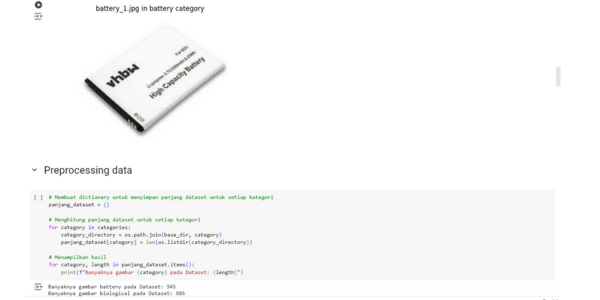 battery_1.jpg in battery category
vhbw
High Capacity Battery
Preprocessing data
[ ] # Membuat dictionary untuk menyimpan panjang dataset untuk setiap kategori
panjang_dataset = {}
# Menghitung panjang dataset untuk setiap kategori
for category in categories:
category_directory = os.path.join(base_dir, category)
panjang_dataset[category] = len(os.listdir(category_directory))
# Menampilkan hasil
for category, length in panjang_dataset.items():
print(f"Banyaknya gambar {category} pada Dataset: {length}")
Banyaknya gambar battery pada Dataset: 945
Banyaknya gambar biological pada Dataset: 985